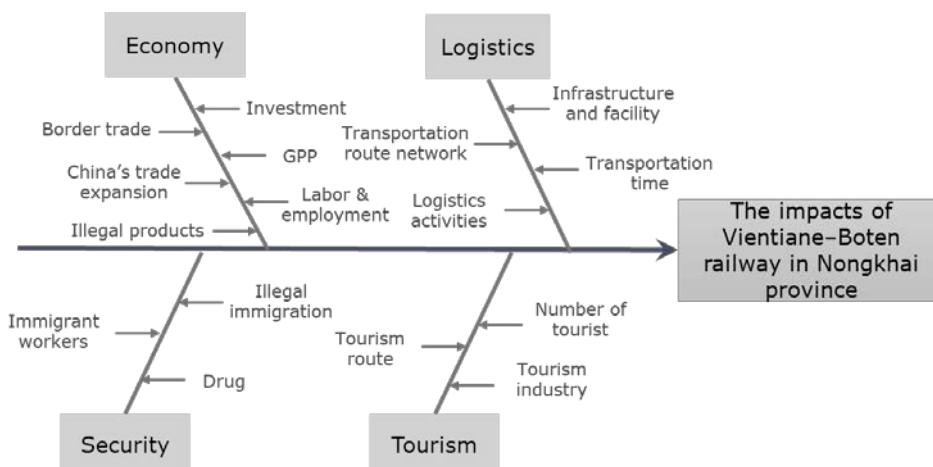 Economy
Investment
Border trade
GPP
China's trade
expansion
Labor &
employment
Illegal products
Logistics
Infrastructure
and facility
Transportation
route network
Transportation
time
Logistics
activities
The impacts of
Vientiane–Boten
railway in Nongkhai
province
Illegal
immigration
Immigrant
workers
Drug
Security
Number of
tourist
Tourism
route
Tourism
industry
Tourism